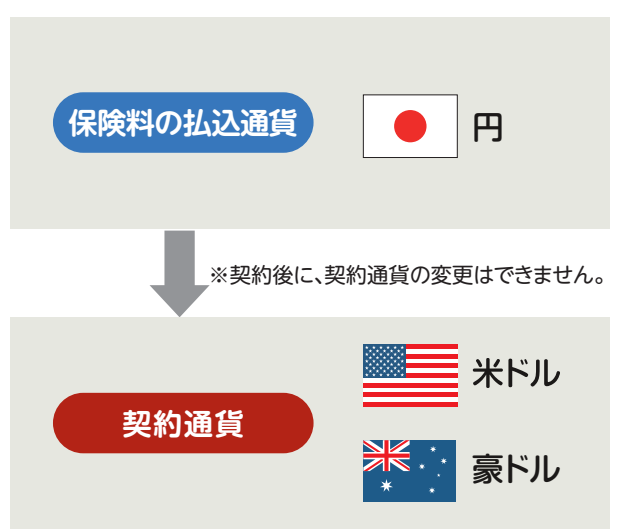 保険料の払込通貨
円
※契約後に、契約通貨の変更はできません。
契約通貨
米ドル
豪ドル